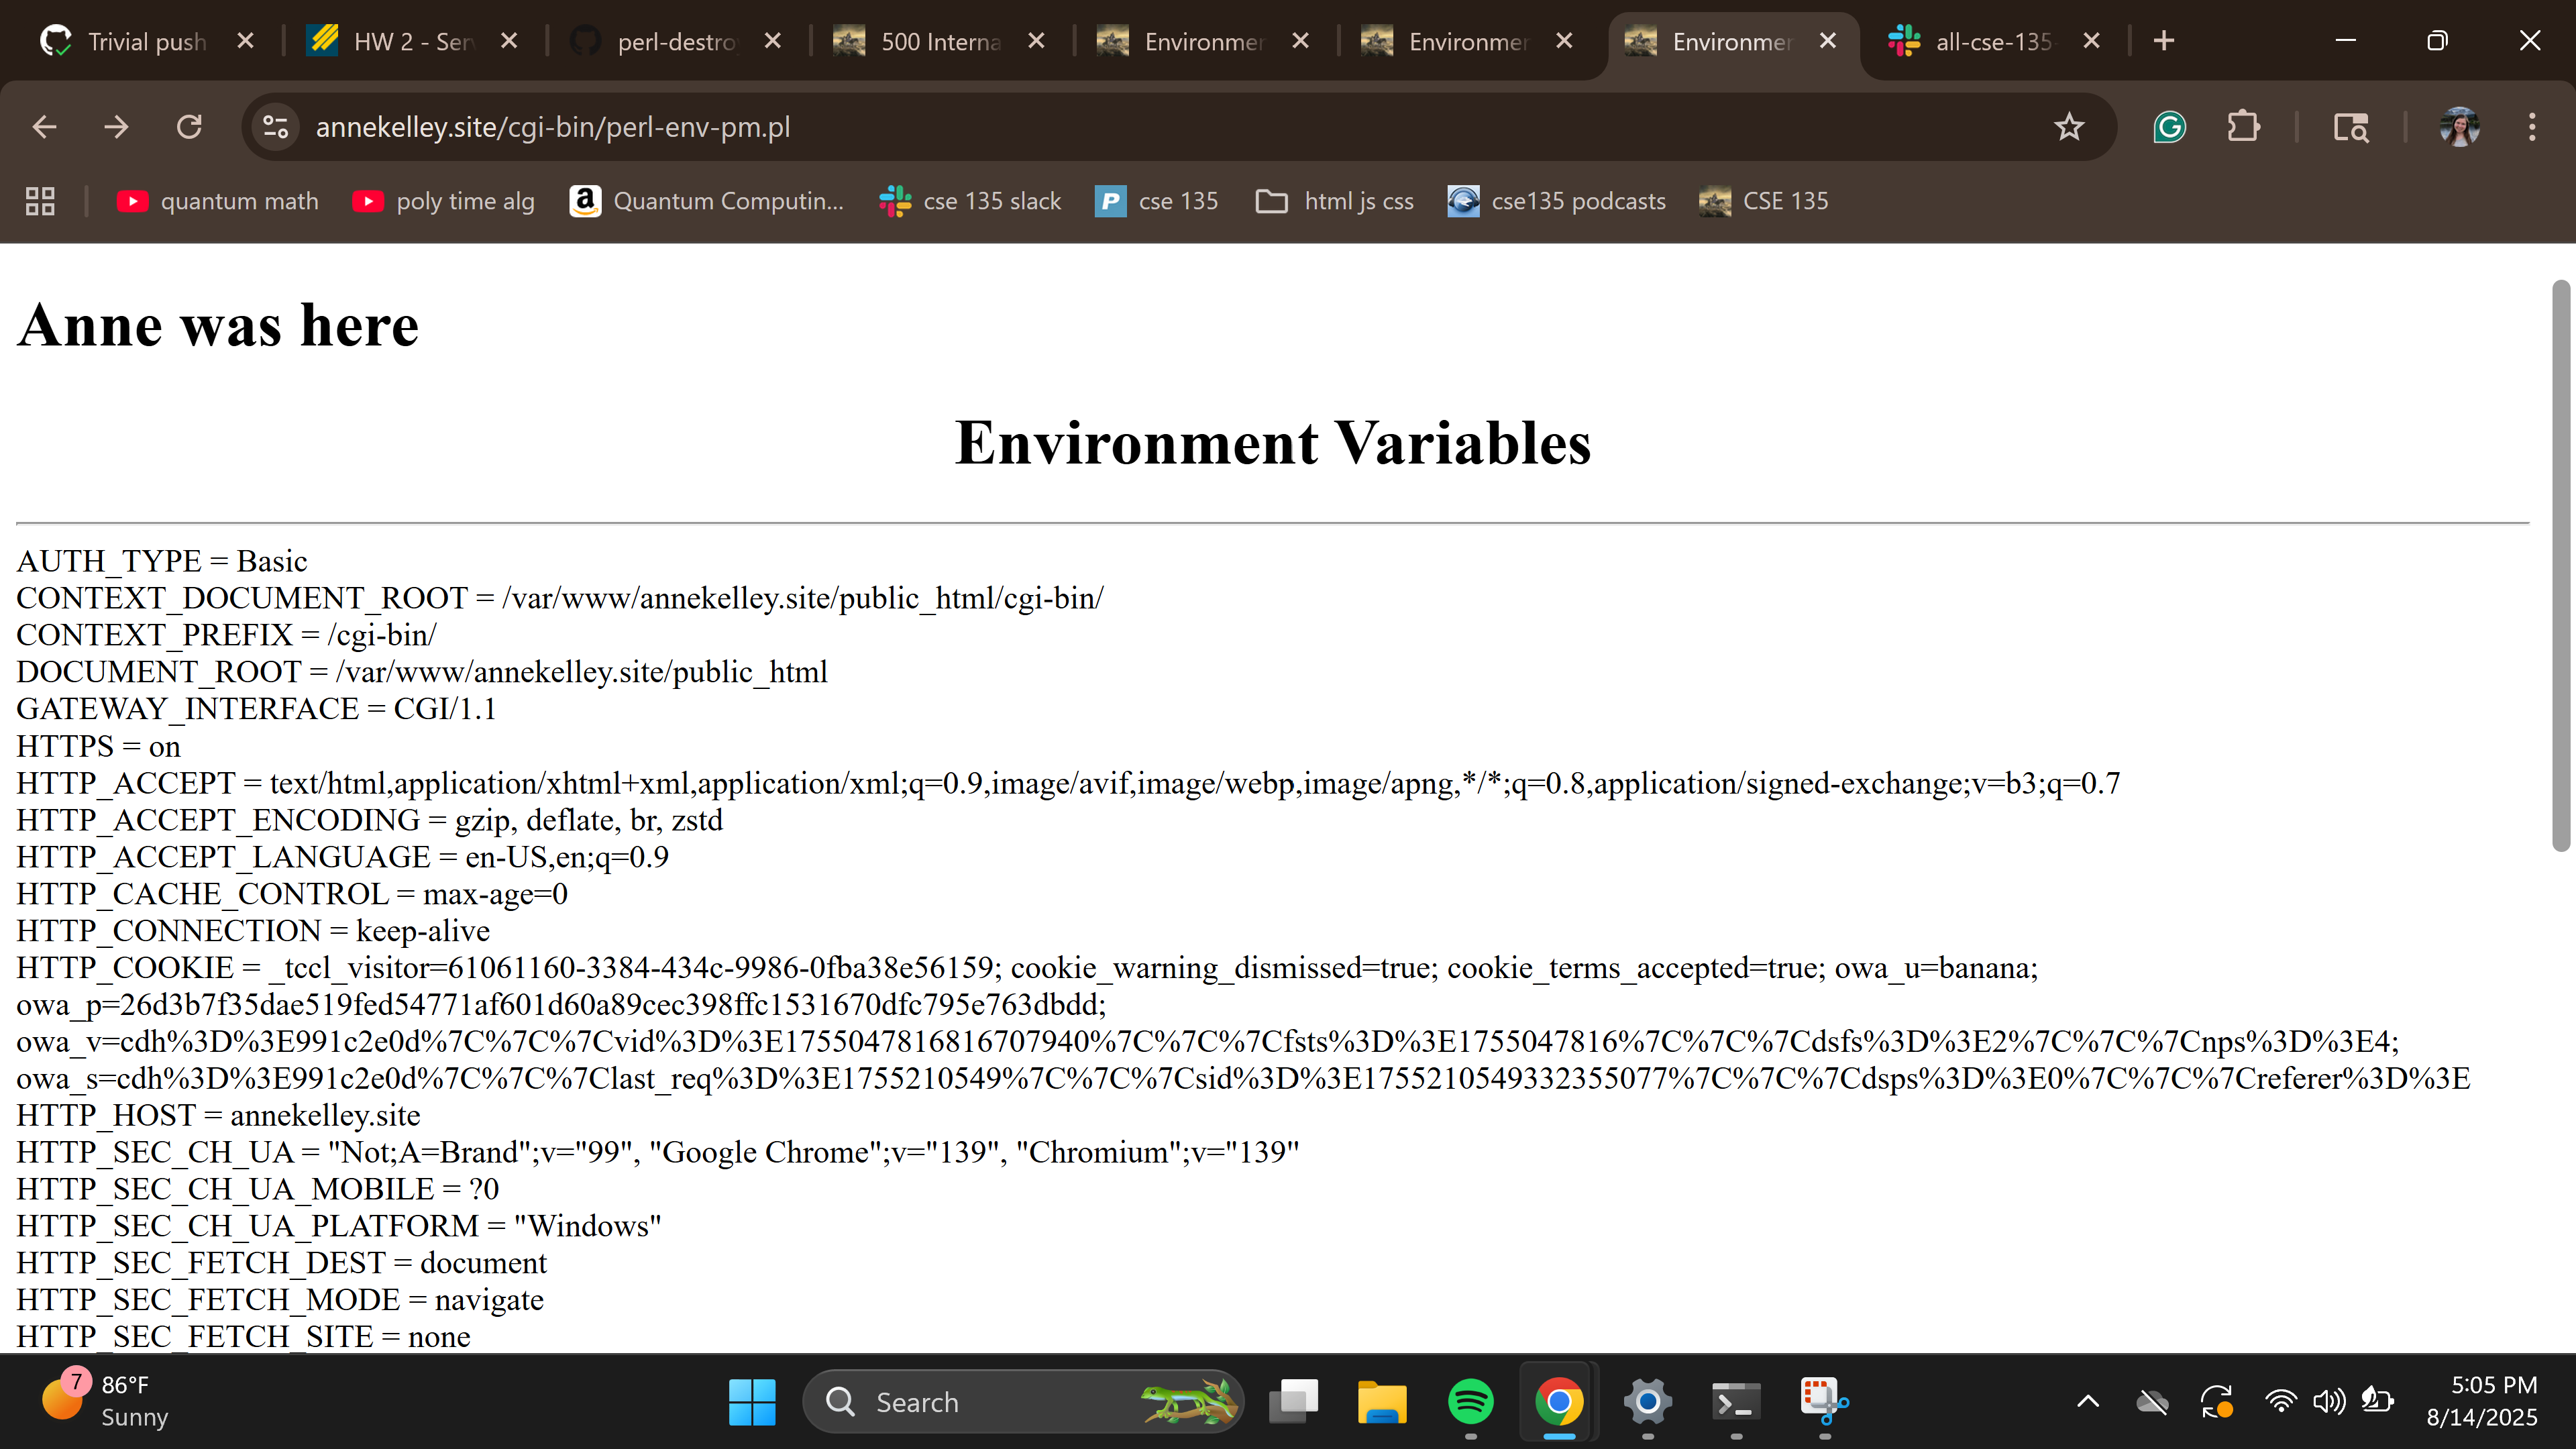 Trivial push
HW 2 - Ser
perl-destro
500 Interna
Environmer
Environmer
Environmer
all-cse-135-
annekelley.site/cgi-bin/perl-env-pm.pl
quantum math
poly time alg
Quantum Computin...
cse 135 slack
cse 135
html js css
cse135 podcasts
CSE 135
Anne was here
Environment Variables
AUTH_TYPE = Basic
CONTEXT_DOCUMENT_ROOT = /var/www/annekelley.site/public_html/cgi-bin/
CONTEXT_PREFIX = /cgi-bin/
DOCUMENT_ROOT = /var/www/annekelley.site/public_html
GATEWAY_INTERFACE = CGI/1.1
HTTPS = on
HTTP_ACCEPT = text/html,application/xhtml+xml,application/xml;q=0.9,image/avif,image/webp,image/apng,*/*;q=0.8,application/signed-exchange;v=b3;q=0.7
HTTP_ACCEPT_ENCODING = gzip, deflate, br, zstd
HTTP_ACCEPT_LANGUAGE = en-US,en;q=0.9
HTTP_CACHE_CONTROL = max-age=0
HTTP_CONNECTION = keep-alive
HTTP_COOKIE = _tccl_visitor=61061160-3384-434c-9986-0fba38e56159; cookie_warning_dismissed=true; cookie_terms_accepted=true; owa_u=banana;
owa_p=26d3b7f35dae519fed54771af601d60a89cec398ffc1531670dfc795e763dbdd;
owa_v=cdh%3D%3E991c2e0d%7C%7C%7Cvid%3D%3E1755047816816707940%7C%7C%7Cfsts%3D%3E1755047816%7C%7C%7Cdsfs%3D%3E2%7C%7C%7Cnps%3D%3E4;
owa_s=cdh%3D%3E991c2e0d%7C%7C%7Clast_req%3D%3E1755210549%7C%7C%7Csid%3D%3E1755210549332355077%7C%7C%7Cdsps%3D%3E0%7C%7C%7Creferer%3D%3E
HTTP_HOST = annekelley.site
HTTP_SEC_CH_UA = "Not;A=Brand";v="99", "Google Chrome";v="139", "Chromium";v="139"
HTTP_SEC_CH_UA_MOBILE = ?0
HTTP_SEC_CH_UA_PLATFORM = "Windows"
HTTP_SEC_FETCH_DEST = document
HTTP_SEC_FETCH_MODE = navigate
HTTP_SEC_FETCH_SITE = none
7
86°F
Sunny
Search
5:05 PM
8/14/2025